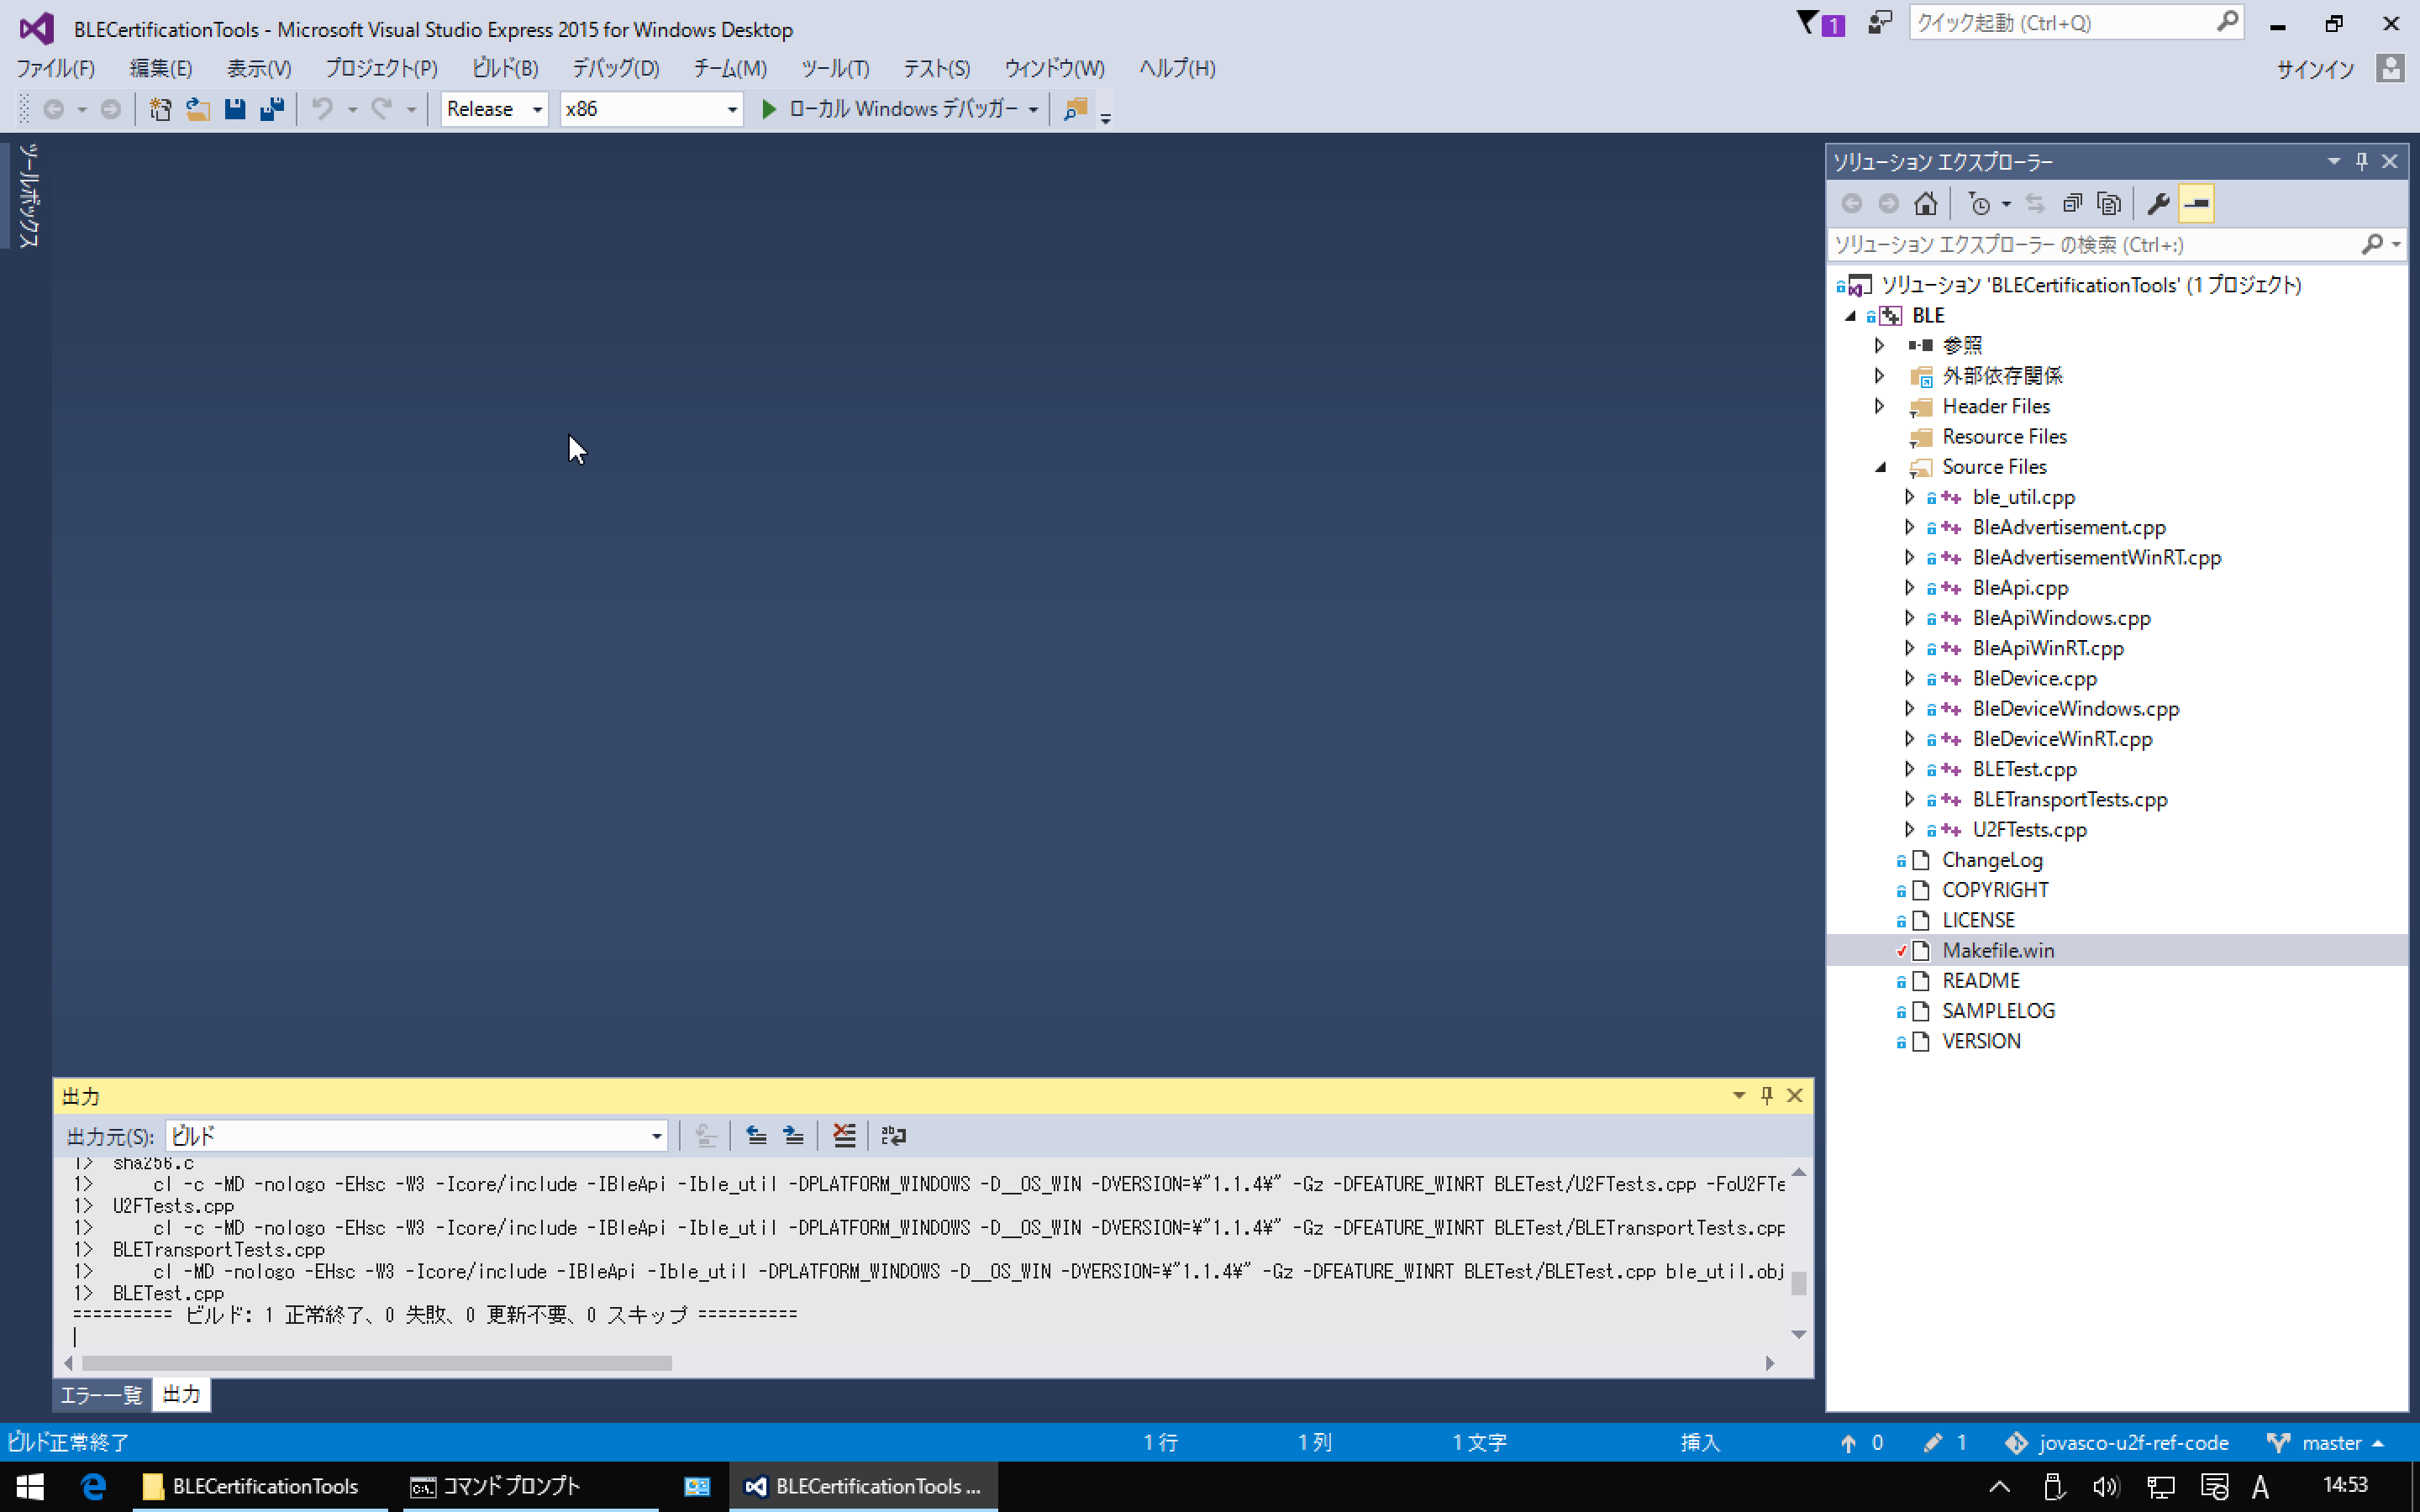 BLECertificationTools - Microsoft Visual Studio Express 2015 for Windows Desktop
1
クイック起動 (Ctrl+Q)
ファイル(F) 編集(E) 表示(V) プロジェクト(P) ビルド(B) デバッグ(D) チーム(M) ツール(T) テスト(S) ウィンドウ(W) ヘルプ(H)
サインイン
Release x86 ローカル Windows デバッガー
ツールボックス
ソリューション エクスプローラー
ソリューション エクスプローラー の検索 (Ctrl+:)
ソリューション 'BLECertificationTools' (1 プロジェクト)
BLE
参照
外部依存関係
Header Files
Resource Files
Source Files
ble_util.cpp
BleAdvertisement.cpp
BleAdvertisementWinRT.cpp
BleApi.cpp
BleApiWindows.cpp
BleApiWinRT.cpp
BleDevice.cpp
BleDeviceWindows.cpp
BleDeviceWinRT.cpp
BLETest.cpp
BLETransportTests.cpp
U2FTests.cpp
ChangeLog
COPYRIGHT
LICENSE
Makefile.win
README
SAMPLELOG
VERSION
出力
出力元(S): ビルド
1>  sha256.c
1>      cl -c -MD -nologo -EHsc -W3 -Icore/include -IBleApi -Ible_util -DPLATFORM_WINDOWS -D__OS_WIN -DVERSION=¥"1.1.4¥" -Gz -DFEATURE_WINRT BLETest/U2FTests.cpp -FoU2FTe
1>  U2FTests.cpp
1>      cl -c -MD -nologo -EHsc -W3 -Icore/include -IBleApi -Ible_util -DPLATFORM_WINDOWS -D__OS_WIN -DVERSION=¥"1.1.4¥" -Gz -DFEATURE_WINRT BLETest/BLETransportTests.cpp
1>  BLETransportTests.cpp
1>      cl -MD -nologo -EHsc -W3 -Icore/include -IBleApi -Ible_util -DPLATFORM_WINDOWS -D__OS_WIN -DVERSION=¥"1.1.4¥" -Gz -DFEATURE_WINRT BLETest/BLETest.cpp ble_util.obj
1>  BLETest.cpp
========== ビルド: 1 正常終了、0 失敗、0 更新不要、0 スキップ ==========
エラー一覧 出力
ビルド正常終了 1 行 1 列 1 文字 挿入 0 1 jovasco-u2f-ref-code master
BLECertificationTools コマンド プロンプト BLECertificationTools ... A 14:53